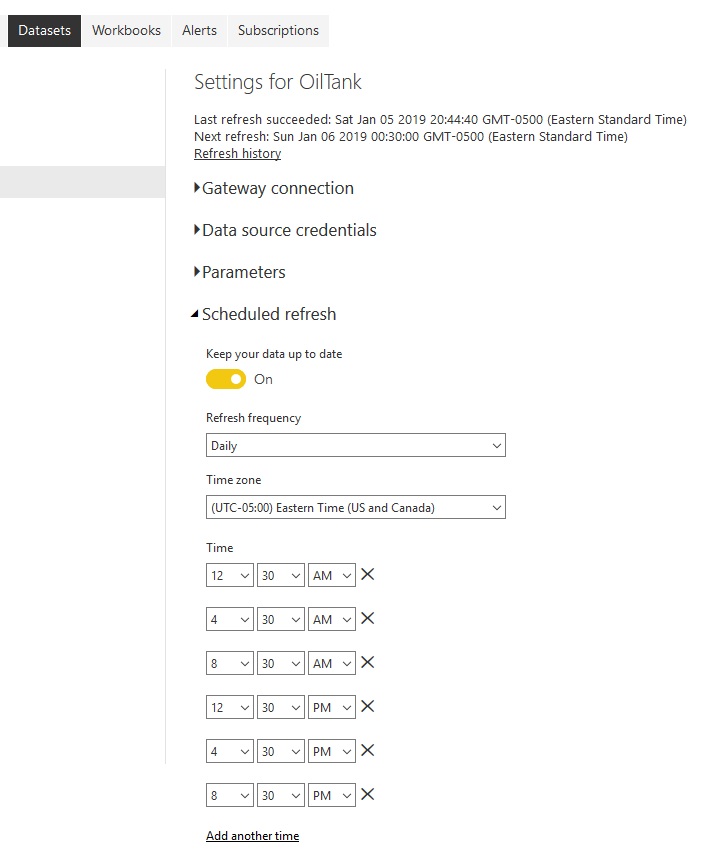 Datasets Workbooks Alerts Subscriptions
Settings for OilTank
Last refresh succeeded: Sat Jan 05 2019 20:44:40 GMT-0500 (Eastern Standard Time)
Next refresh: Sun Jan 06 2019 00:30:00 GMT-0500 (Eastern Standard Time)
Refresh history
Gateway connection
Data source credentials
Parameters
Scheduled refresh
Keep your data up to date
On
Refresh frequency
Daily
Time zone
(UTC-05:00) Eastern Time (US and Canada)
Time
12 30 AM
4 30 AM
8 30 AM
12 30 PM
4 30 PM
8 30 PM
Add another time